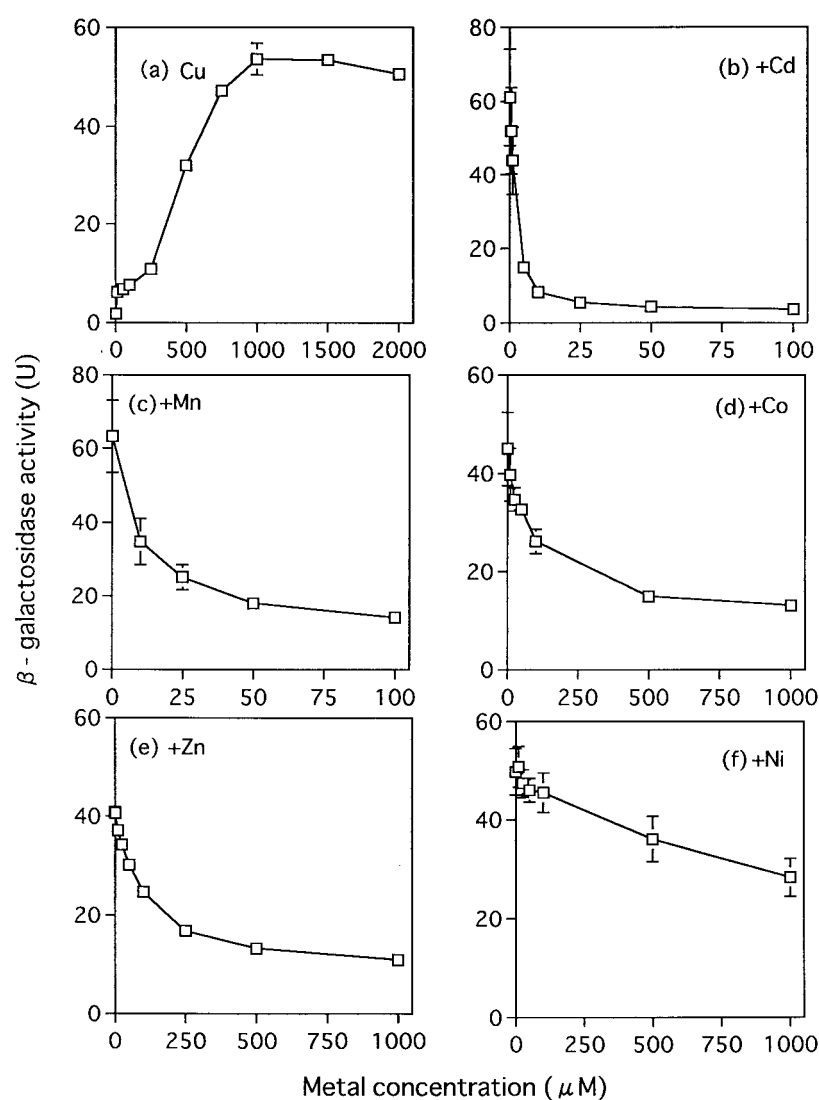 (a) Cu
60
40
20
0
0 500 1000 1500 2000
(b) +Cd
80
60
40
20
0
0 25 50 75 100
(c) +Mn
80
60
40
20
0
0 25 50 75 100
(d) +Co
60
40
20
0
0 250 500 750 1000
(e) +Zn
60
40
20
0
0 250 500 750 1000
(f) +Ni
60
40
20
0
0 250 500 750 1000
β - galactosidase activity (U)
Metal concentration ( μM)